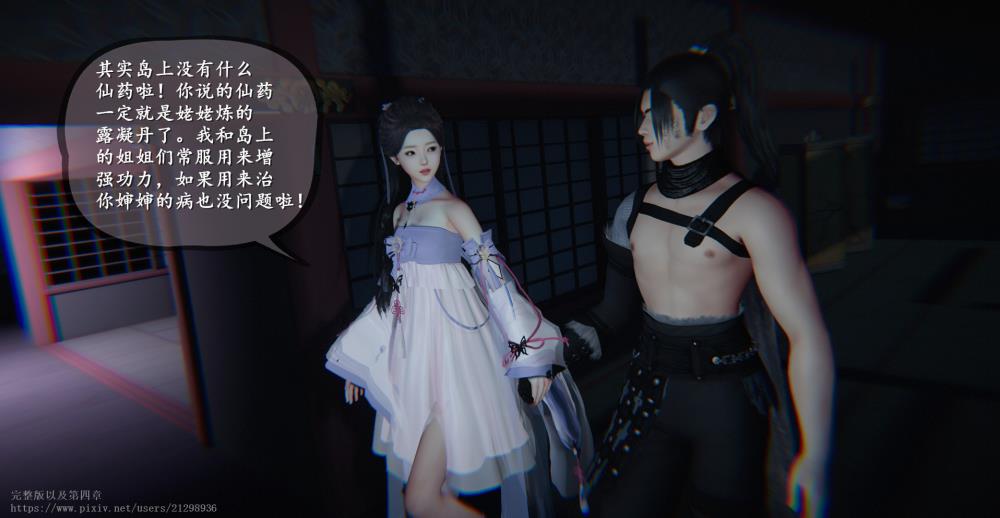 其实岛上没有什么
仙药啦！你说的仙药
一定就是姥姥炼的
露凝丹了。我和岛上
的姐姐们常服用来增
强功力，如果用来治
你婶婶的病也没问题啦！
完整版以及第四章
https://www.pixiv.net/users/21298936